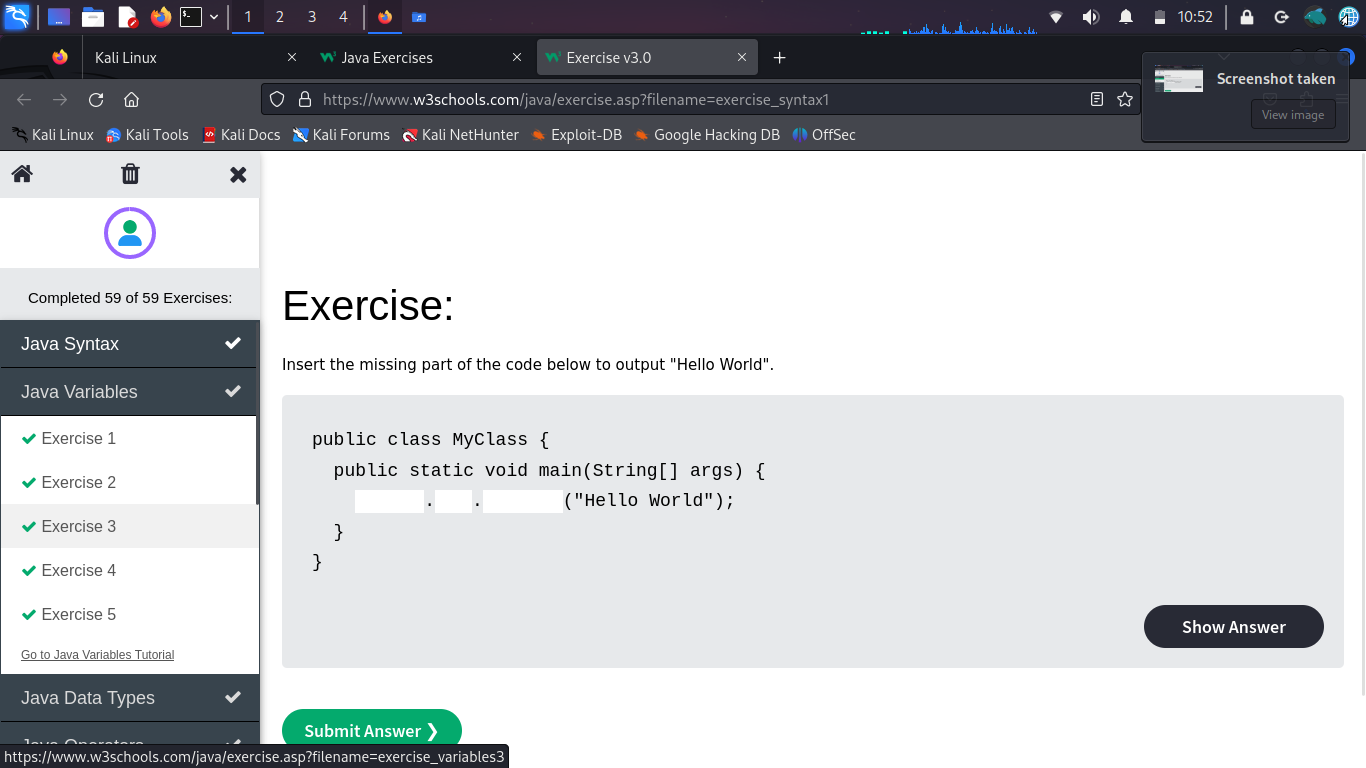 1 2 3 4 10:52
Kali Linux Java Exercises Exercise v3.0
Screenshot taken
View image
https://www.w3schools.com/java/exercise.asp?filename=exercise_syntax1
Kali Linux Kali Tools Kali Docs Kali Forums Kali NetHunter Exploit-DB Google Hacking DB OffSec
Completed 59 of 59 Exercises:
Java Syntax
Java Variables
Exercise 1
Exercise 2
Exercise 3
Exercise 4
Exercise 5
Go to Java Variables Tutorial
Java Data Types
Java Operators
Exercise:
Insert the missing part of the code below to output "Hello World".
public class MyClass {
public static void main(String[] args) {
. . ("Hello World");
}
}
Show Answer
Submit Answer ❯
https://www.w3schools.com/java/exercise.asp?filename=exercise_variables3